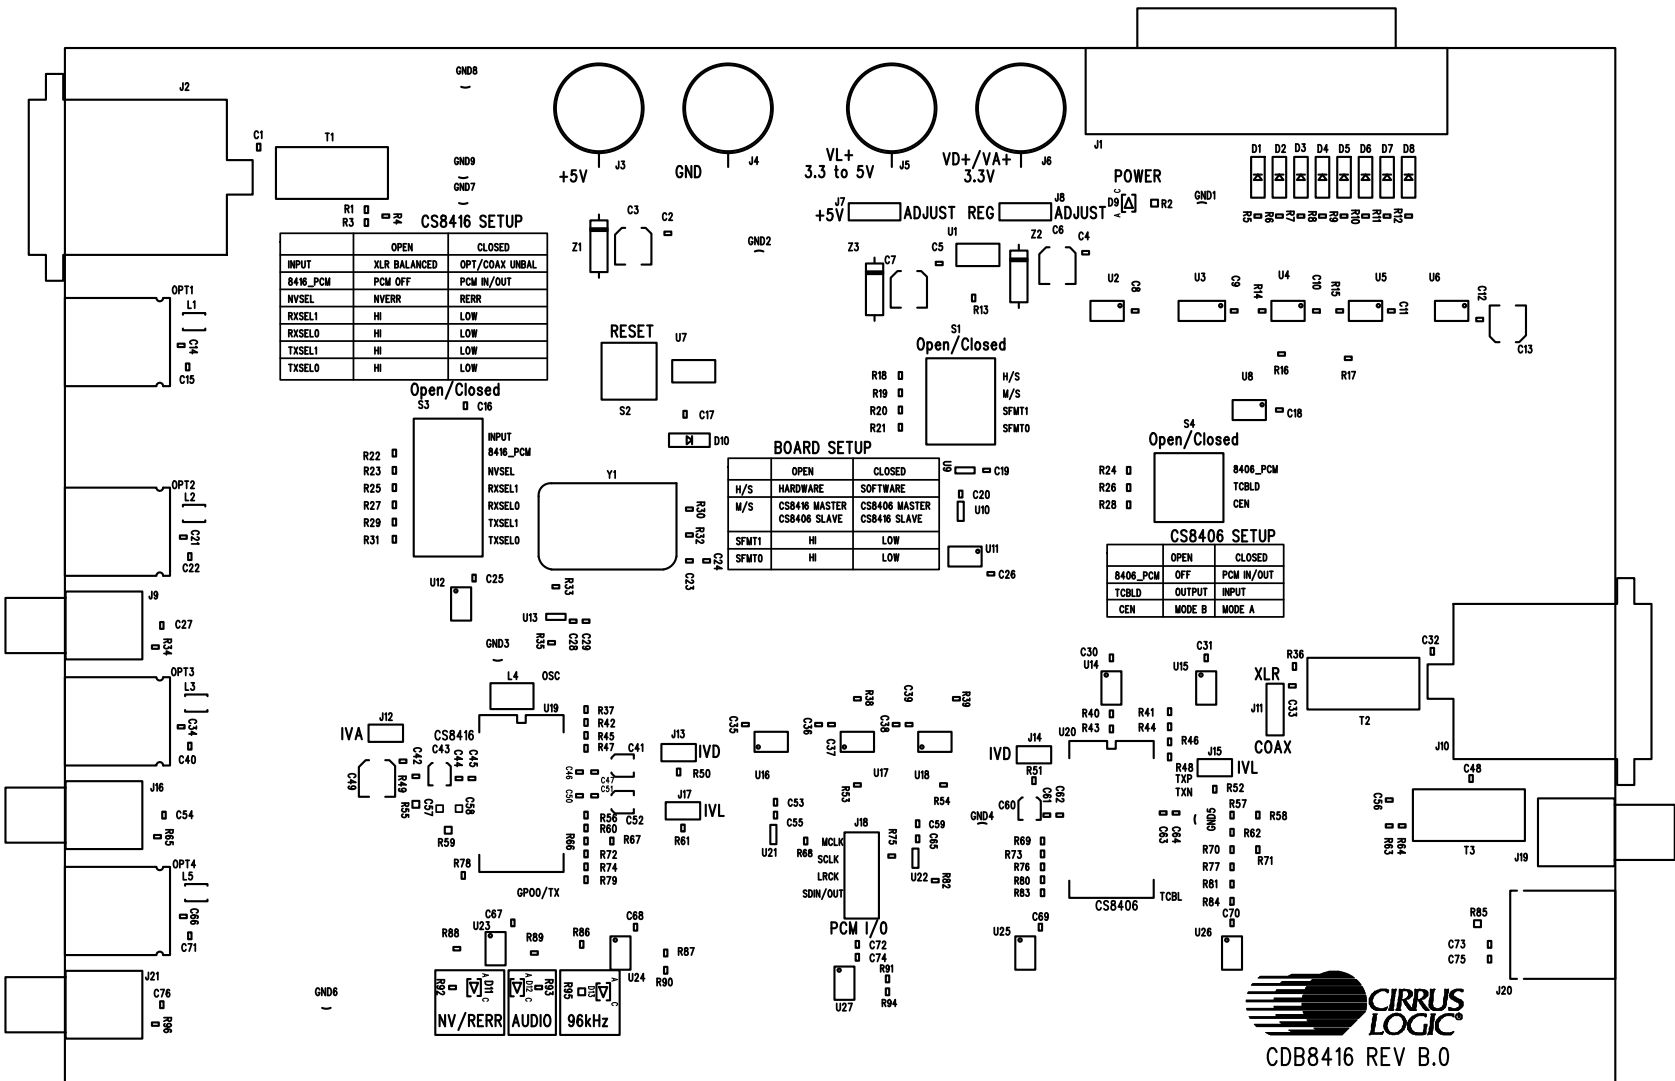 GND8
J2
C1
T1
GND9
GND7
J3
+5V
J4
GND
VL+
3.3 to 5V
J5
VD+/VA+
3.3V
J6
J1
D1 D2 D3 D4 D5 D6 D7 D8
POWER
D9
C
A
R2
GND1
R5 R6 R7 R8 R9 R10 R11 R12
R1
R3
R4
J7
+5V
ADJUST
REG
J8
ADJUST
CS8416 SETUP
OPEN CLOSED
INPUT XLR BALANCED OPT/COAX UNBAL
8416_PCM PCM OFF PCM IN/OUT
NVSEL NVERR RERR
RXSEL1 HI LOW
RXSEL0 HI LOW
TXSEL1 HI LOW
TXSEL0 HI LOW
Z1
C3
C2
GND2
Z3
C7
C5
U1
Z2
C6
C4
R13
U2
C8
U3
C9
R14
U4
C10
R15
U5
C11
U6
C12
C13
OPT1
L1
C14
C15
RESET
S2
U7
C17
D10
S1
Open/Closed
R18 H/S
R19 M/S
R20 SFMT1
R21 SFMT0
R16
R17
U8
C18
Open/Closed
S3
C16
INPUT
R22 8416_PCM
R23 NVSEL
R25 RXSEL1
R27 RXSEL0
R29 TXSEL1
R31 TXSEL0
S4
Open/Closed
R24 8406_PCM
R26 TCBLD
R28 CEN
BOARD SETUP
OPEN CLOSED
H/S HARDWARE SOFTWARE
M/S CS8416 MASTER CS8406 MASTER
CS8406 SLAVE CS8416 SLAVE
SFMT1 HI LOW
SFMT0 HI LOW
U9
C19
C20
U10
U11
C26
CS8406 SETUP
OPEN CLOSED
8406_PCM OFF PCM IN/OUT
TCBLD OUTPUT INPUT
CEN MODE B MODE A
OPT2
L2
C21
C22
Y1
R30
R32
C23
C24
U12
C25
R33
U13
R35
C28
C29
J9
C27
R34
GND3
L4
OSC
OPT3
L3
C34
C40
C30
U14
C31
U15
R36
XLR
J11
COAX
C33
C32
T2
J10
J12
IVA
CS8416
U19
R37
R42
R45
R47
C41
J13
IVD
R50
C49
R49
C42
C43
C44
C45
C46
C47
C50
C51
C52
J17
IVL
R61
R55
C57
C58
R59
R56
R60
R66
R67
R72
R74
R79
R78
GPO0/TX
C35
U16
C36
C37
R38
C38
C39
R39
U17
U18
R53
R54
C53
C55
U21
R68
J18
MCLK
SCLK
LRCK
SDIN/OUT
PCM I/O
R75
C59
C65
U22
R82
R40
R43
R41
R44
R46
R48
TXP
TXN
J14
IVD
R51
U20
J15
IVL
R52
C60
C61
C62
GND4
R69
R73
R76
R80
R83
CS8406
TCBL
C63
C64
GND5
R57
R58
R62
R70
R71
R77
R81
R84
C48
C56
R63
R64
T3
J19
J16
C54
R65
OPT4
L5
C66
C71
C67
U23
R88
R89
R86
C68
U24
R87
R90
C72
C74
U27
R91
R94
C69
U25
C70
U26
R85
C73
C75
J20
J21
C76
R96
GND6
R92
D11
A
C
NV/RERR
A
D12
C
R93
AUDIO
R95
D13
A
C
96kHz
CIRRUS
LOGIC®
CDB8416 REV B.0